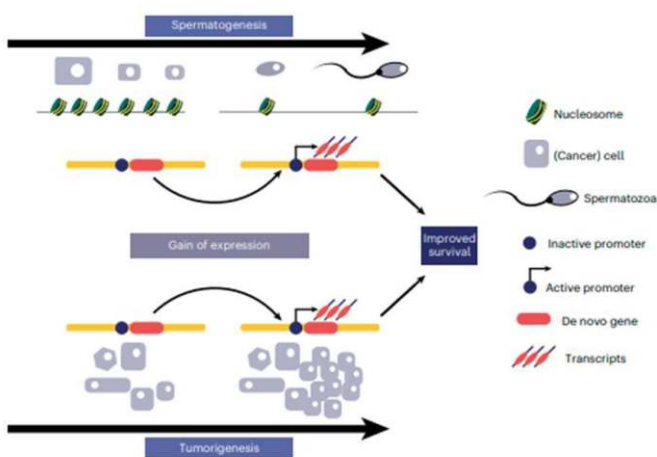 Spermatogenesis
Nucleosome
(Cancer) cell
Spermatozoa
Gain of expression
Improved
survival
Inactive promoter
Active promoter
De novo gene
Transcripts
Tumorigenesis